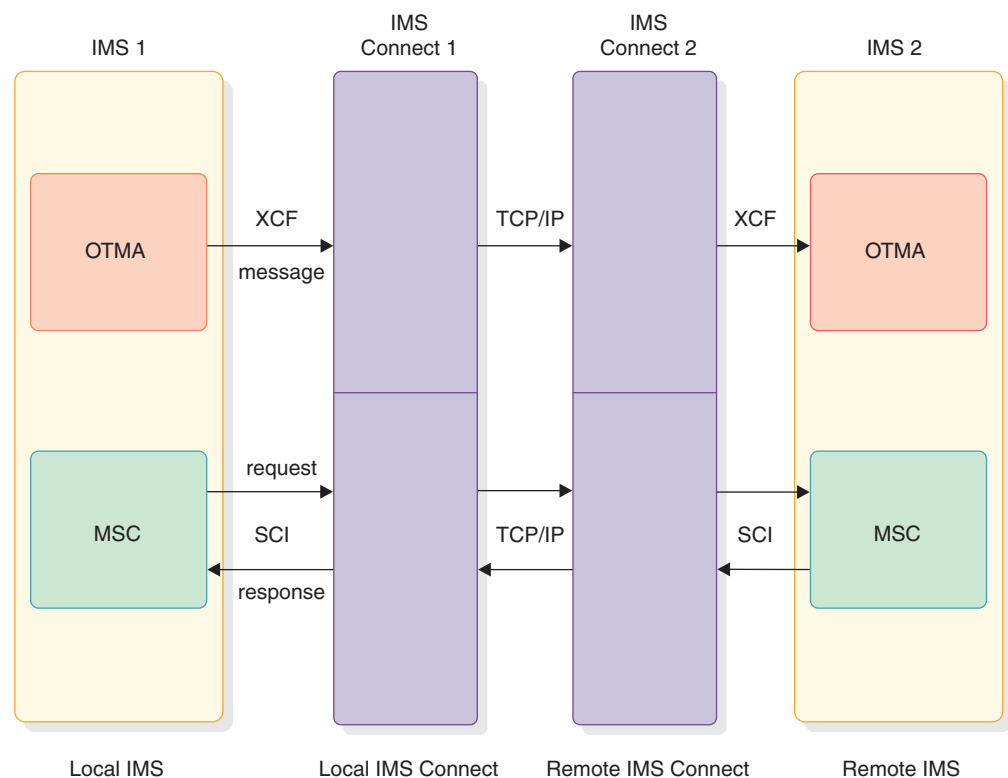 IMS 1
IMS
Connect 1
IMS
Connect 2
IMS 2
OTMA
XCF
message
TCP/IP
XCF
OTMA
MSC
request
SCI
response
TCP/IP
SCI
MSC
Local IMS
Local IMS Connect
Remote IMS Connect
Remote IMS